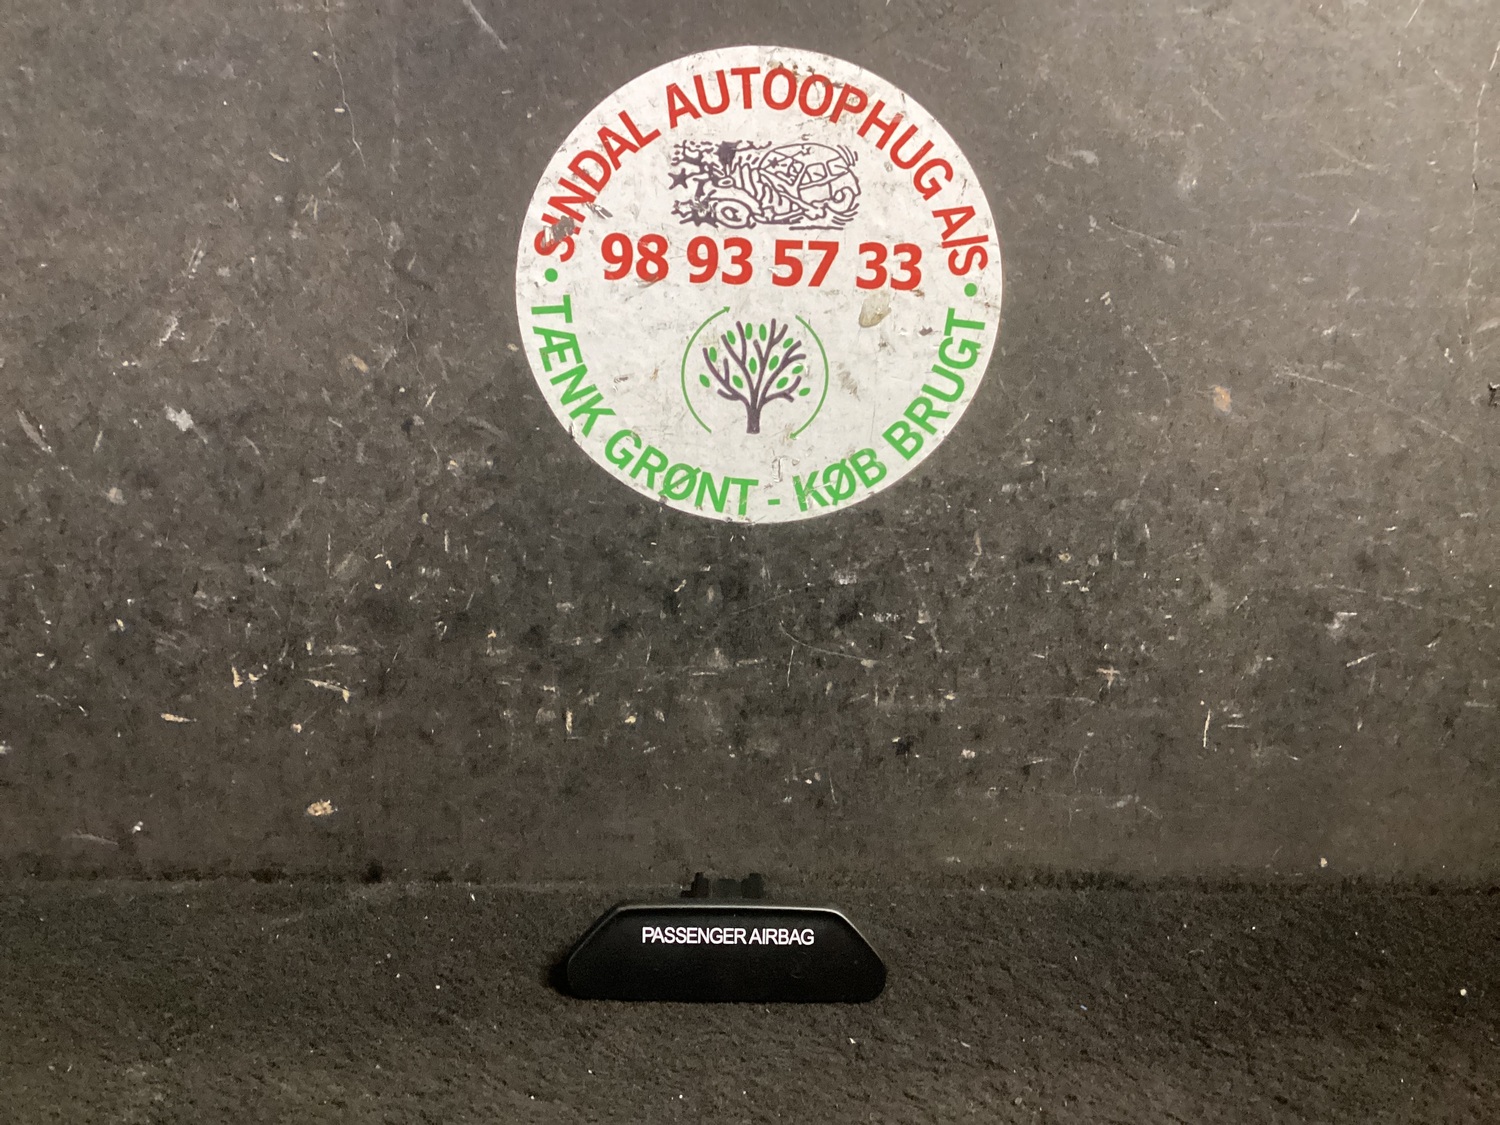 SINDAL AUTOOPHUG A/S
98 93 57 33
• TÆNK GRØNT - KØB BRUGT •
PASSENGER AIRBAG